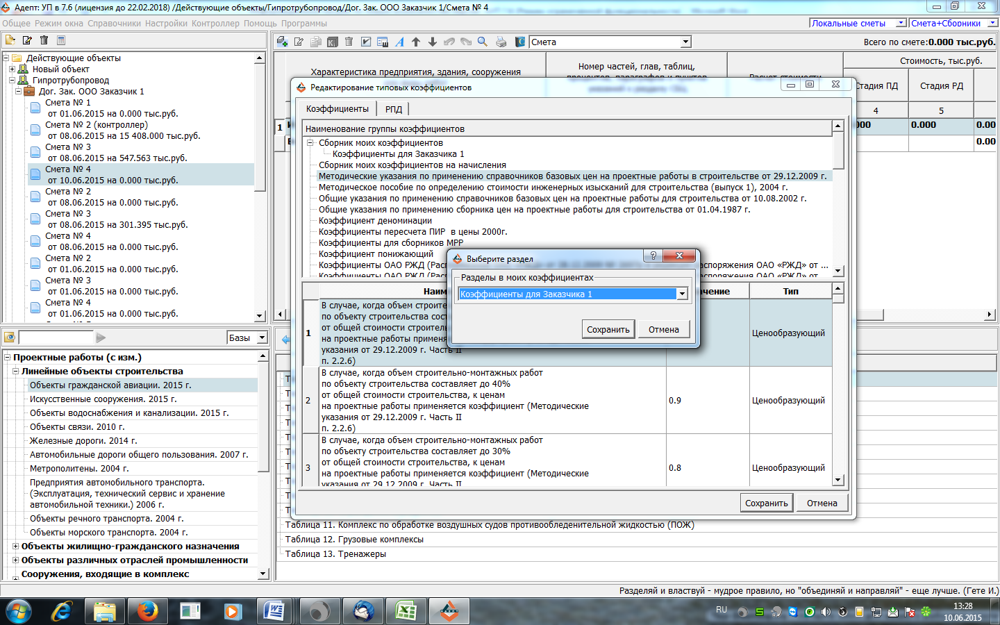 Адепт: УП в 7.6 (лицензия до 22.02.2018) /Действующие объекты/Гипротрубопровод/Дог. Зак. ООО Заказчик 1/Смета № 4
Общее Режим окна Справочники Настройки Контроллер Помощь Программы
Локальные сметы
Смета+Сборники
Смета
Всего по смете:0.000 тыс.руб.
Действующие объекты
Новый объект
Гипротрубопровод
Дог. Зак. ООО Заказчик 1
Смета № 1
от 01.06.2015 на 0.000 тыс.руб.
Смета № 2 (контроллер)
от 08.06.2015 на 15 408.000 тыс.руб.
Смета № 3
от 08.06.2015 на 547.563 тыс.руб.
Смета № 4
от 10.06.2015 на 0.000 тыс.руб.
Смета № 2
от 08.06.2015 на 0.000 тыс.руб.
Смета № 3
от 08.06.2015 на 301.395 тыс.руб.
Смета № 4
от 08.06.2015 на 0.000 тыс.руб.
Смета № 2
от 01.06.2015 на 0.000 тыс.руб.
Смета № 3
от 01.06.2015 на 0.000 тыс.руб.
Смета № 4
от 01.06.2015 на 0.000 тыс.руб.
Характеристика предприятия, здания, сооружения
Номер частей, глав, таблиц,
Стоимость, тыс.руб.
Стадия ПД
Стадия РД
4
5
1
000
0.000
0.00
0.00
Редактирование типовых коэффициентов
Коэффициенты
РПД
Наименование группы коэффициентов
Сборник моих коэффициентов
Коэффициенты для Заказчика 1
Сборник моих коэффициентов на начисления
Методические указания по применению справочников базовых цен на проектные работы в строительстве от 29.12.2009 г.
Методическое пособие по определению стоимости инженерных изысканий для строительства (выпуск 1), 2004 г.
Общие указания по применению справочников базовых цен на проектные работы для строительства от 10.08.2002 г.
Общие указания по применению сборника цен на проектные работы для строительства от 01.04.1987 г.
Коэффициент деноминации
Коэффициенты пересчета ПИР в цены 2000г.
Коэффициенты для сборников МРР
Коэффициент понижающий
Коэффициенты ОАО РЖД (Рас
распоряжения ОАО «РЖД» от ...
Выберите раздел
Разделы в моих коэффициентах
Коэффициенты для Заказчика 1
Сохранить
Отмена
Наим
чение
Тип
1
В случае, когда объем строите
по объекту строительства сост
от общей стоимости строитель
на проектные работы применяе
указания от 29.12.2009 г. Часть II
п. 2.2.6)
Ценообразующий
2
В случае, когда объем строительно-монтажных работ
по объекту строительства составляет до 40%
от общей стоимости строительства, к ценам
на проектные работы применяется коэффициент (Методические
указания от 29.12.2009 г. Часть II
п. 2.2.6)
0.9
Ценообразующий
3
В случае, когда объем строительно-монтажных работ
по объекту строительства составляет до 30%
от общей стоимости строительства, к ценам
на проектные работы применяется коэффициент (Методические
указания от 29.12.2009 г. Часть II
0.8
Ценообразующий
Сохранить
Отмена
Базы
Проектные работы (с изм.)
Линейные объекты строительства
Объекты гражданской авиации. 2015 г.
Искусственные сооружения. 2015 г.
Объекты водоснабжения и канализации. 2015 г.
Объекты связи. 2010 г.
Железные дороги. 2014 г.
Автомобильные дороги общего пользования. 2007 г.
Метрополитены. 2004 г.
Предприятия автомобильного транспорта.
(Эксплуатация, технический сервис и хранение
автомобильной техники.) 2006 г.
Объекты речного транспорта. 2004 г.
Объекты морского транспорта. 2004 г.
Объекты жилищно-гражданского назначения
Объекты различных отраслей промышленности
Сооружения, входящие в комплекс
Таблица 11. Комплекс по обработке воздушных судов противообледенительной жидкостью (ПОЖ)
Таблица 12. Грузовые комплексы
Таблица 13. Тренажеры
Разделяй и властвуй - мудрое правило, но "объединяй и направляй" - еще лучше. (Гете И.)
RU
13:28
10.06.2015